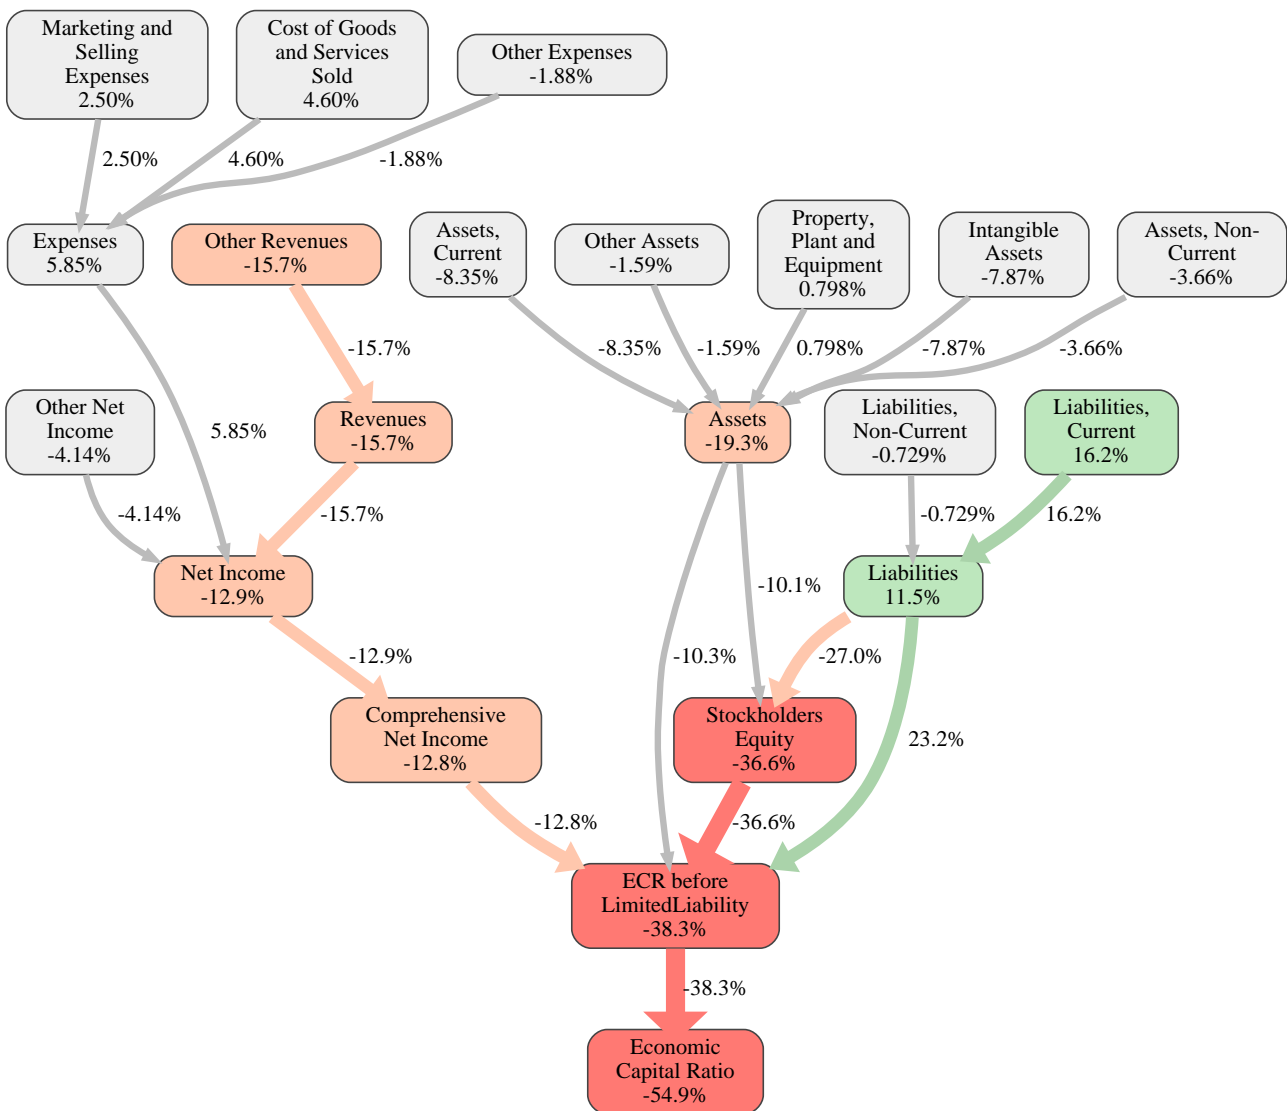 Marketing and
Selling
Expenses
2.50%
Cost of Goods
and Services
Sold
4.60%
Other Expenses
-1.88%
2.50%
4.60%
-1.88%
Expenses
5.85%
Other Revenues
-15.7%
Assets,
Current
-8.35%
Other Assets
-1.59%
Property,
Plant and
Equipment
0.798%
Intangible
Assets
-7.87%
Assets, Non-
Current
-3.66%
-15.7%
-8.35%
-1.59%
0.798%
-7.87%
-3.66%
Other Net
Income
-4.14%
5.85%
Revenues
-15.7%
Assets
-19.3%
Liabilities,
Non-Current
-0.729%
Liabilities,
Current
16.2%
-4.14%
-15.7%
-0.729%
16.2%
Net Income
-12.9%
-10.1%
Liabilities
11.5%
-12.9%
-10.3%
-27.0%
Comprehensive
Net Income
-12.8%
Stockholders
Equity
-36.6%
23.2%
-12.8%
-36.6%
ECR before
LimitedLiability
-38.3%
-38.3%
Economic
Capital Ratio
-54.9%